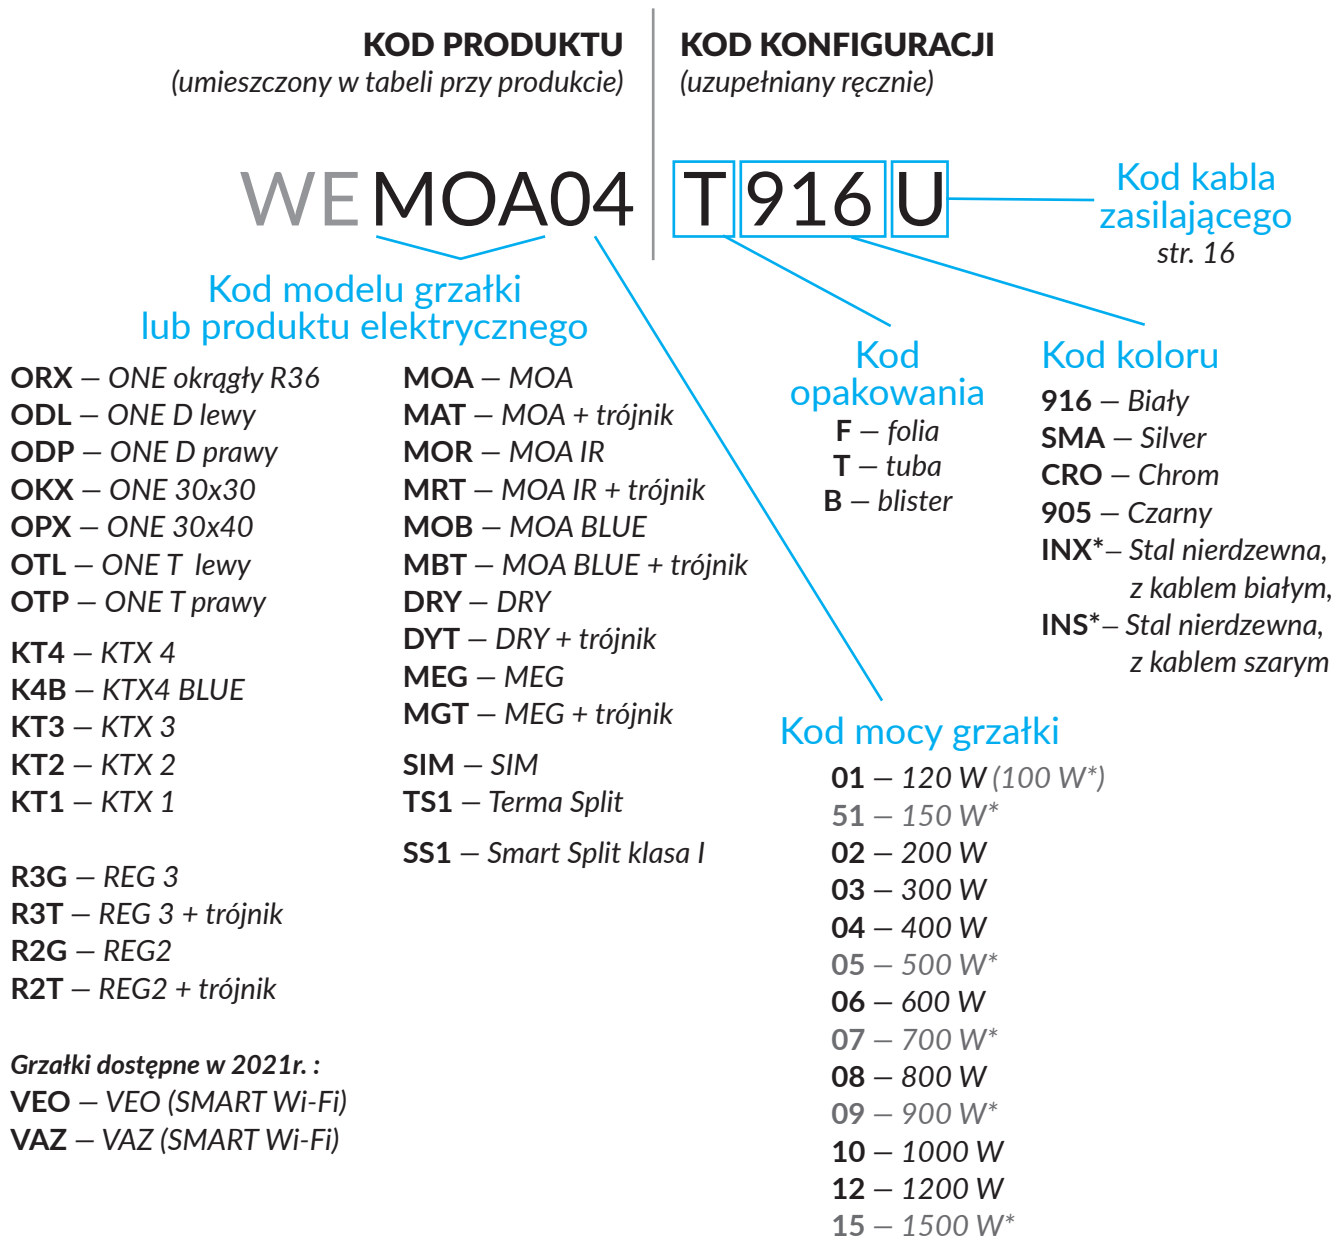 KOD PRODUKTU
(umieszczony w tabeli przy produkcie)
KOD KONFIGURACJI
(uzupełniany ręcznie)
WEMOA04 T916U
Kod kabla
zasilającego
str. 16
Kod modelu grzałki
lub produktu elektrycznego
ORX – ONE okrągły R36
ODL – ONE D lewy
ODP – ONE D prawy
OKX – ONE 30x30
OPX – ONE 30x40
OTL – ONE T lewy
OTP – ONE T prawy
KT4 – KTX 4
K4B – KTX4 BLUE
KT3 – KTX 3
KT2 – KTX 2
KT1 – KTX 1
R3G – REG 3
R3T – REG 3 + trójnik
R2G – REG2
R2T – REG2 + trójnik
Grzałki dostępne w 2021r. :
VEO – VEO (SMART Wi-Fi)
VAZ – VAZ (SMART Wi-Fi)
MOA – MOA
MAT – MOA + trójnik
MOR – MOA IR
MRT – MOA IR + trójnik
MOB – MOA BLUE
MBT – MOA BLUE + trójnik
DRY – DRY
DYT – DRY + trójnik
MEG – MEG
MGT – MEG + trójnik
SIM – SIM
TS1 – Terma Split
SS1 – Smart Split klasa I
Kod
opakowania
F – folia
T – tuba
B – blister
Kod koloru
916 – Biały
SMA – Silver
CRO – Chrom
905 – Czarny
INX*– Stal nierdzewna,
z kablem białym,
INS*– Stal nierdzewna,
z kablem szarym
Kod mocy grzałki
01 – 120 W (100 W*)
51 – 150 W*
02 – 200 W
03 – 300 W
04 – 400 W
05 – 500 W*
06 – 600 W
07 – 700 W*
08 – 800 W
09 – 900 W*
10 – 1000 W
12 – 1200 W
15 – 1500 W*